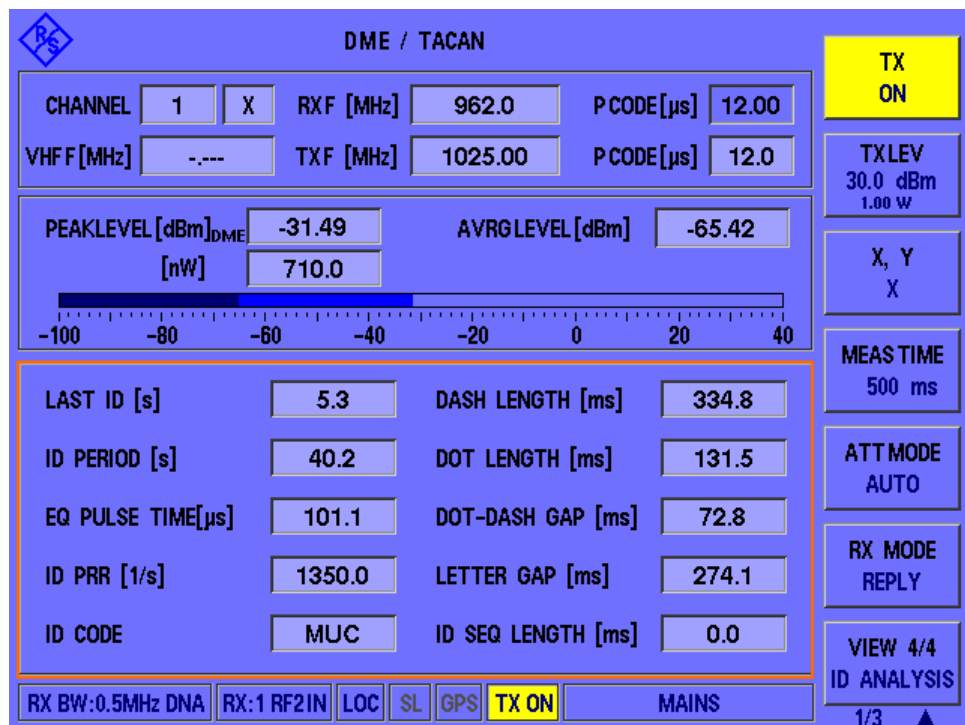 R/S
DME / TACAN
CHANNEL 1 X RXF [MHz] 962.0 P CODE[µs] 12.00
VHF F[MHz] -.--- TXF [MHz] 1025.00 P CODE[µs] 12.0
PEAKLEVEL[dBm]DME -31.49 AVRG LEVEL[dBm] -65.42
[nW] 710.0
-100 -80 -60 -40 -20 0 20 40
LAST ID [s] 5.3 DASH LENGTH [ms] 334.8
ID PERIOD [s] 40.2 DOT LENGTH [ms] 131.5
EQ PULSE TIME[µs] 101.1 DOT-DASH GAP [ms] 72.8
ID PRR [1/s] 1350.0 LETTER GAP [ms] 274.1
ID CODE MUC ID SEQ LENGTH [ms] 0.0
RX BW:0.5MHz DNA RX:1 RF2IN LOC SL GPS TX ON MAINS
TX
ON
TXLEV
30.0 dBm
1.00 W
X, Y
X
MEAS TIME
500 ms
ATT MODE
AUTO
RX MODE
REPLY
VIEW 4/4
ID ANALYSIS
1/3